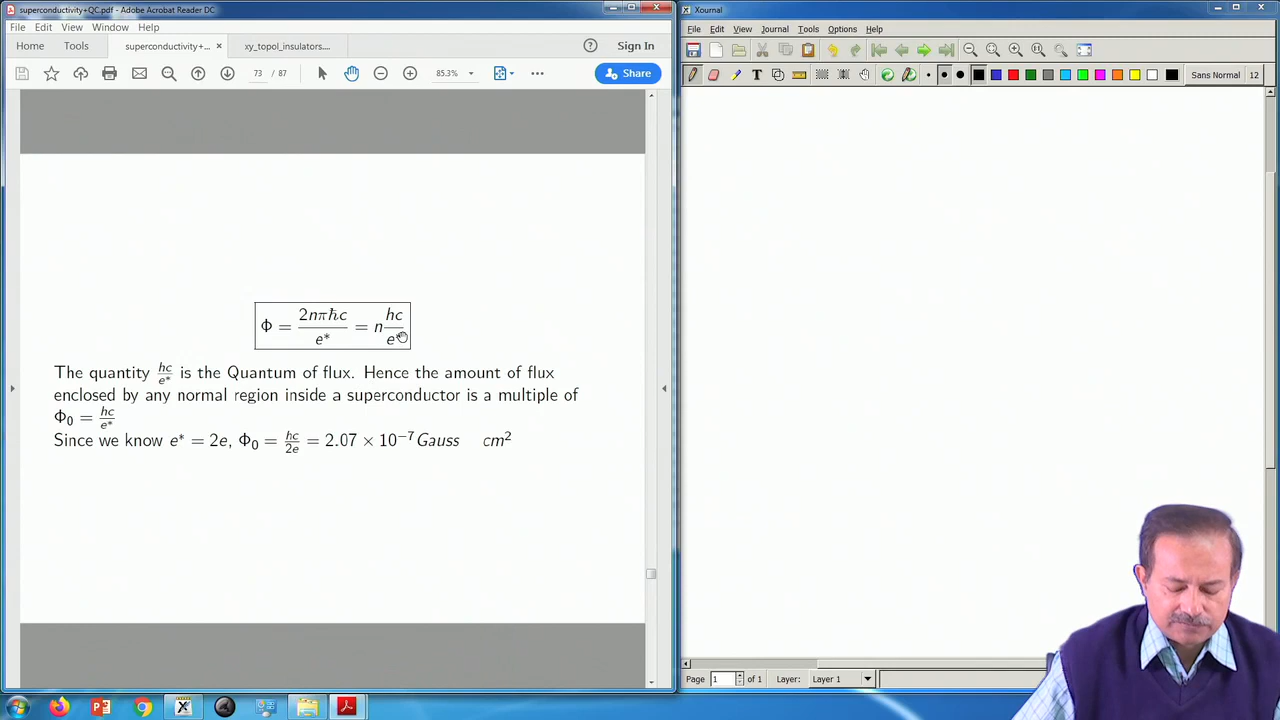 superconductivity+QC.pdf - Adobe Acrobat Reader DC
File Edit View Window Help
Home Tools superconductivity+... × xy_topol_insulators.... Sign In
73 / 87 85.3% Share
Φ = 2nπħc / e* = n hc / e*
The quantity hc/e* is the Quantum of flux. Hence the amount of flux
enclosed by any normal region inside a superconductor is a multiple of
Φ₀ = hc/e*
Since we know e* = 2e, Φ₀ = hc/2e = 2.07 × 10⁻⁷ Gauss cm²
Xournal
File Edit View Journal Tools Options Help
Sans Normal 12
Page 1 of 1 Layer: Layer 1